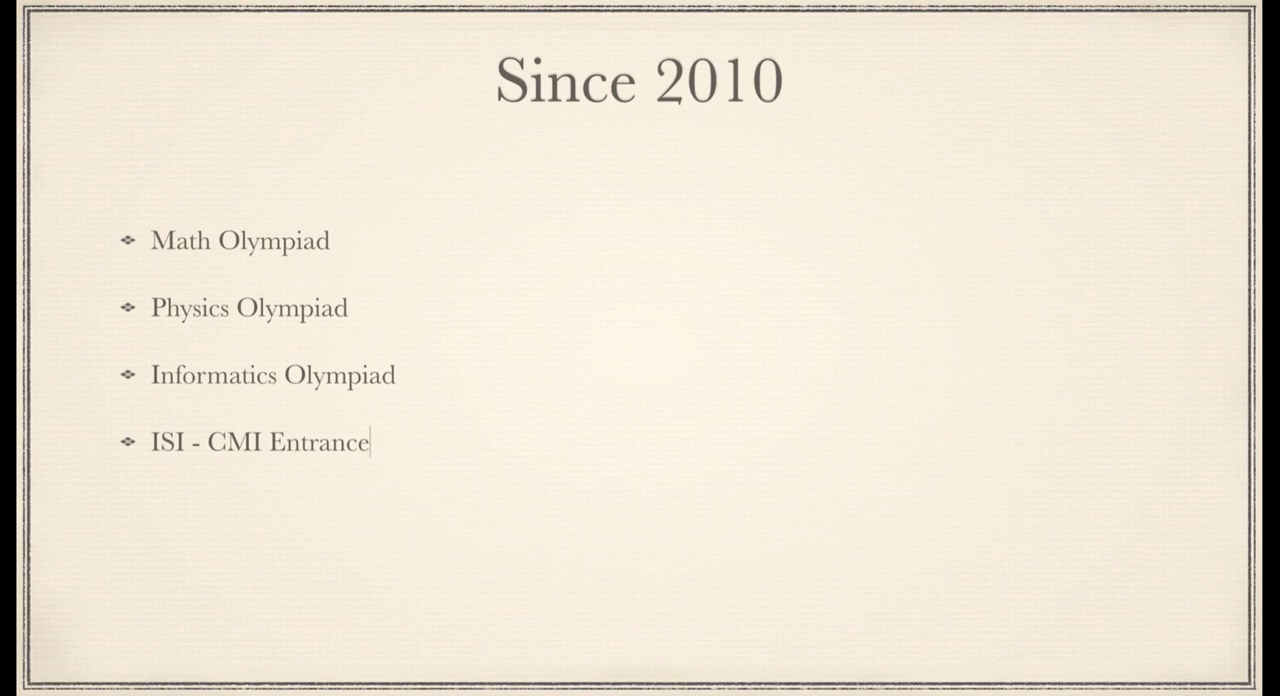 Since 2010
Math Olympiad
Physics Olympiad
Informatics Olympiad
ISI - CMI Entrance